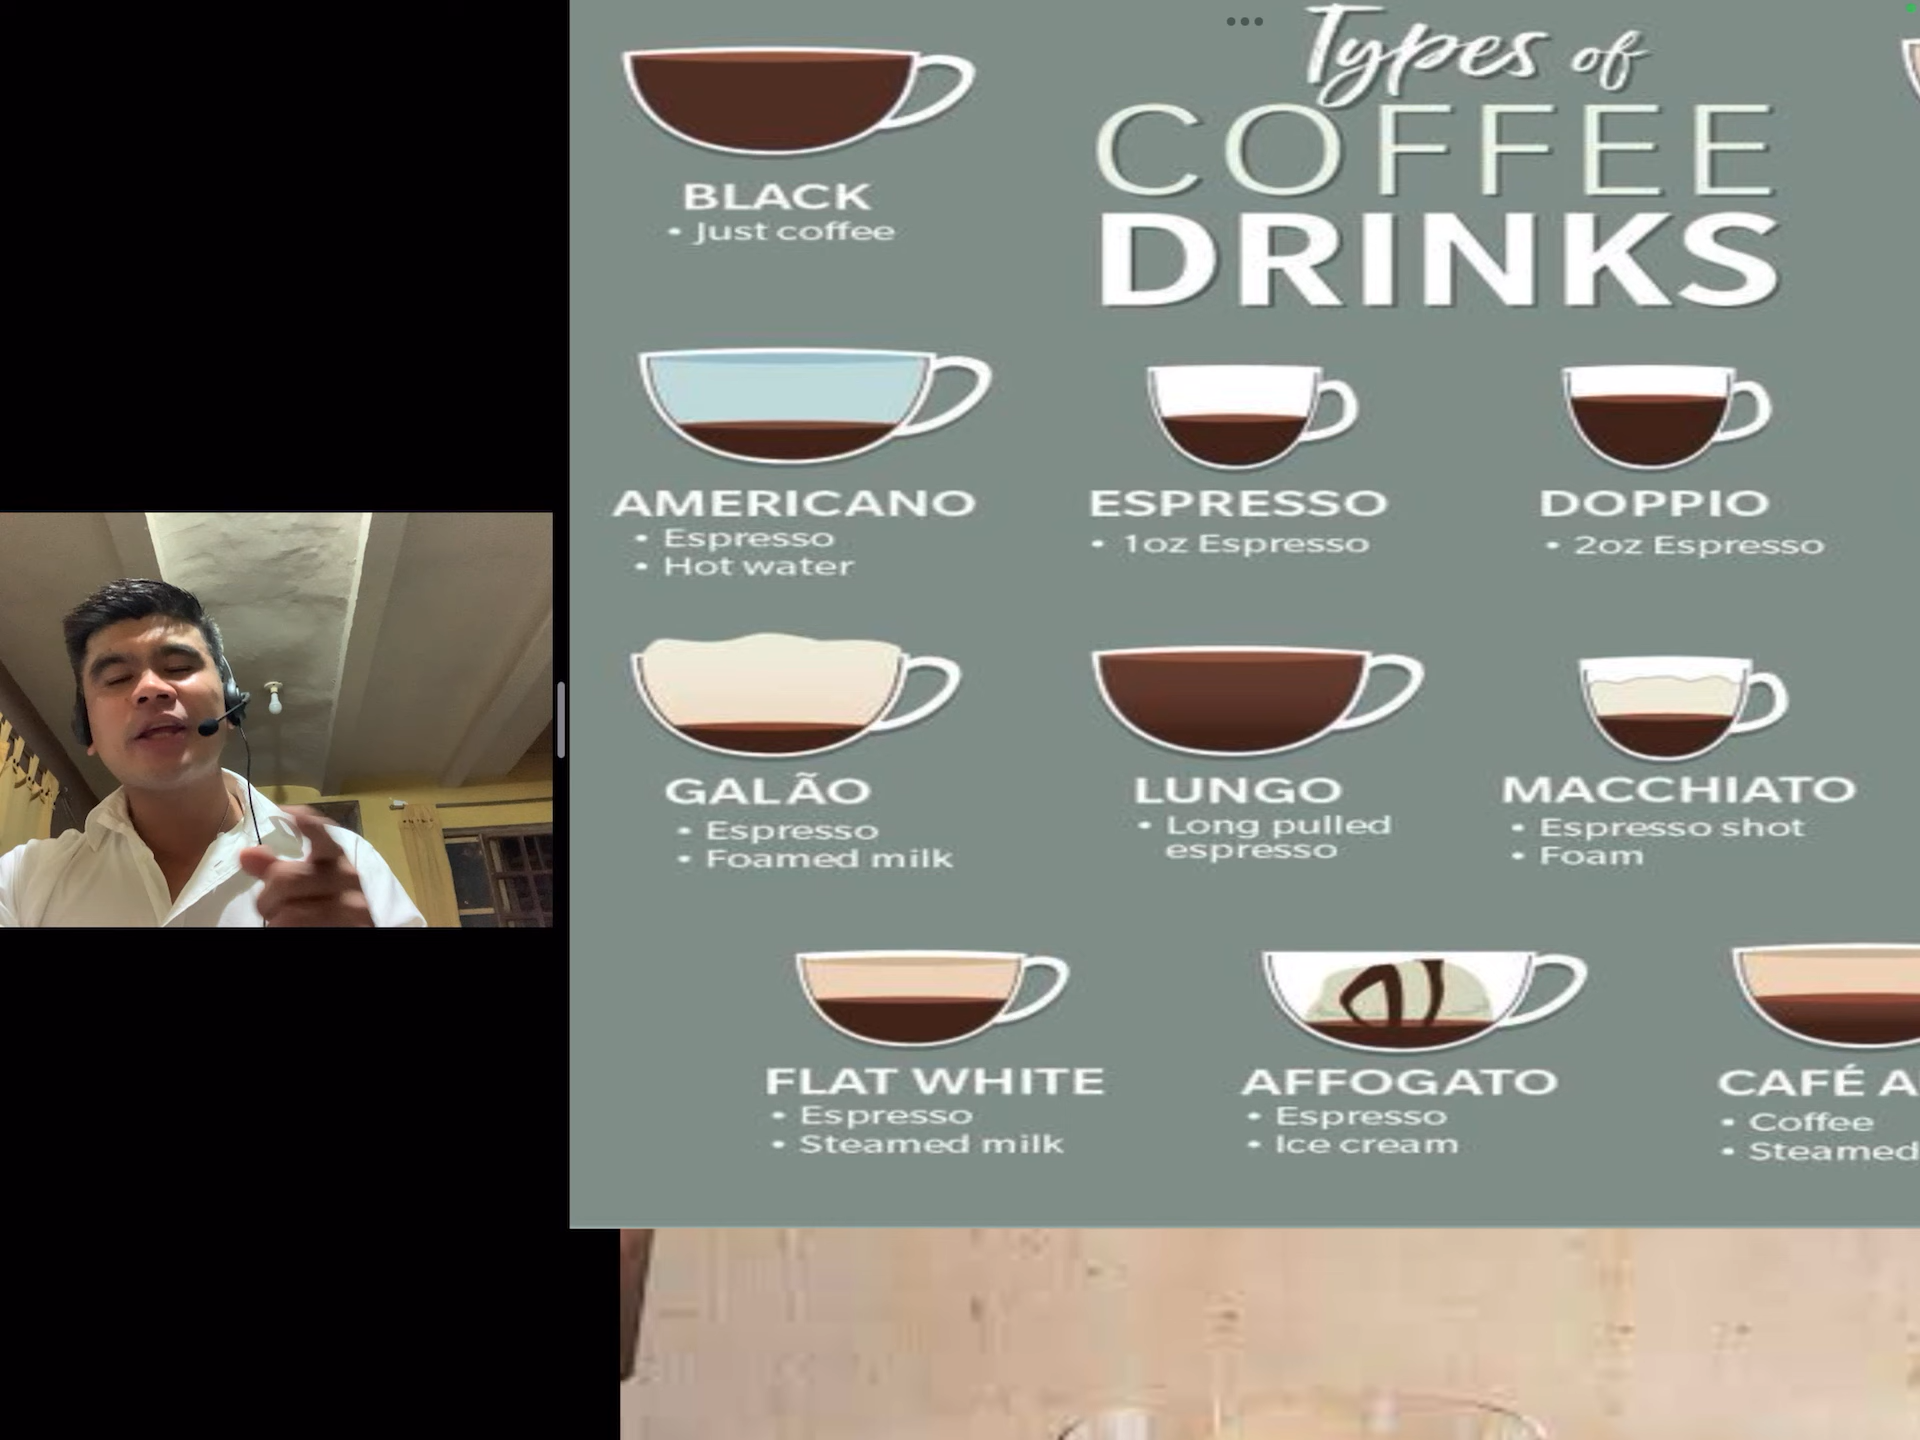 Types of
COFFEE
DRINKS
BLACK
• Just coffee
AMERICANO
• Espresso
• Hot water
ESPRESSO
• 1oz Espresso
DOPPIO
• 2oz Espresso
GALÃO
• Espresso
• Foamed milk
LUNGO
• Long pulled
espresso
MACCHIATO
• Espresso shot
• Foam
FLAT WHITE
• Espresso
• Steamed milk
AFFOGATO
• Espresso
• Ice cream
CAFÉ A
• Coffee
• Steamed